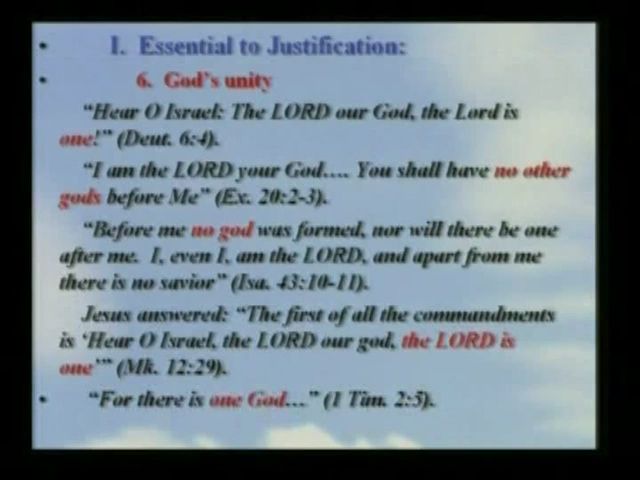 • I. Essential to Justification:
• 6. God's unity
"Hear O Israel: The LORD our God, the Lord is
one!" (Deut. 6:4).
"I am the LORD your God…. You shall have no other
gods before Me" (Ex. 20:2-3).
"Before me no god was formed, nor will there be one
after me. I, even I, am the LORD, and apart from me
there is no savior" (Isa. 43:10-11).
Jesus answered: "The first of all the commandments
is 'Hear O Israel, the LORD our god, the LORD is
one'" (Mk. 12:29).
• "For there is one God…" (1 Tim. 2:5).